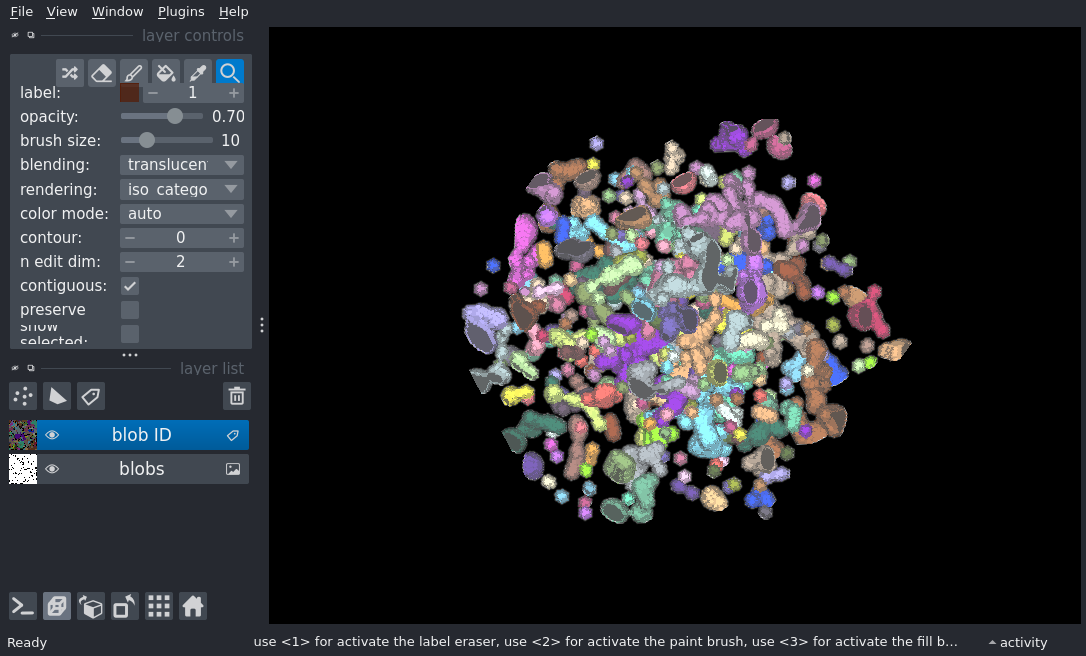 File View Window Plugins Help
layer controls
label: 1
opacity: 0.70
brush size: 10
blending: translucen
rendering: iso catego
color mode: auto
contour: 0
n edit dim: 2
contiguous:
preserve
show
selected:
layer list
blob ID
blobs
Ready
use <1> for activate the label eraser, use <2> for activate the paint brush, use <3> for activate the fill b...
activity